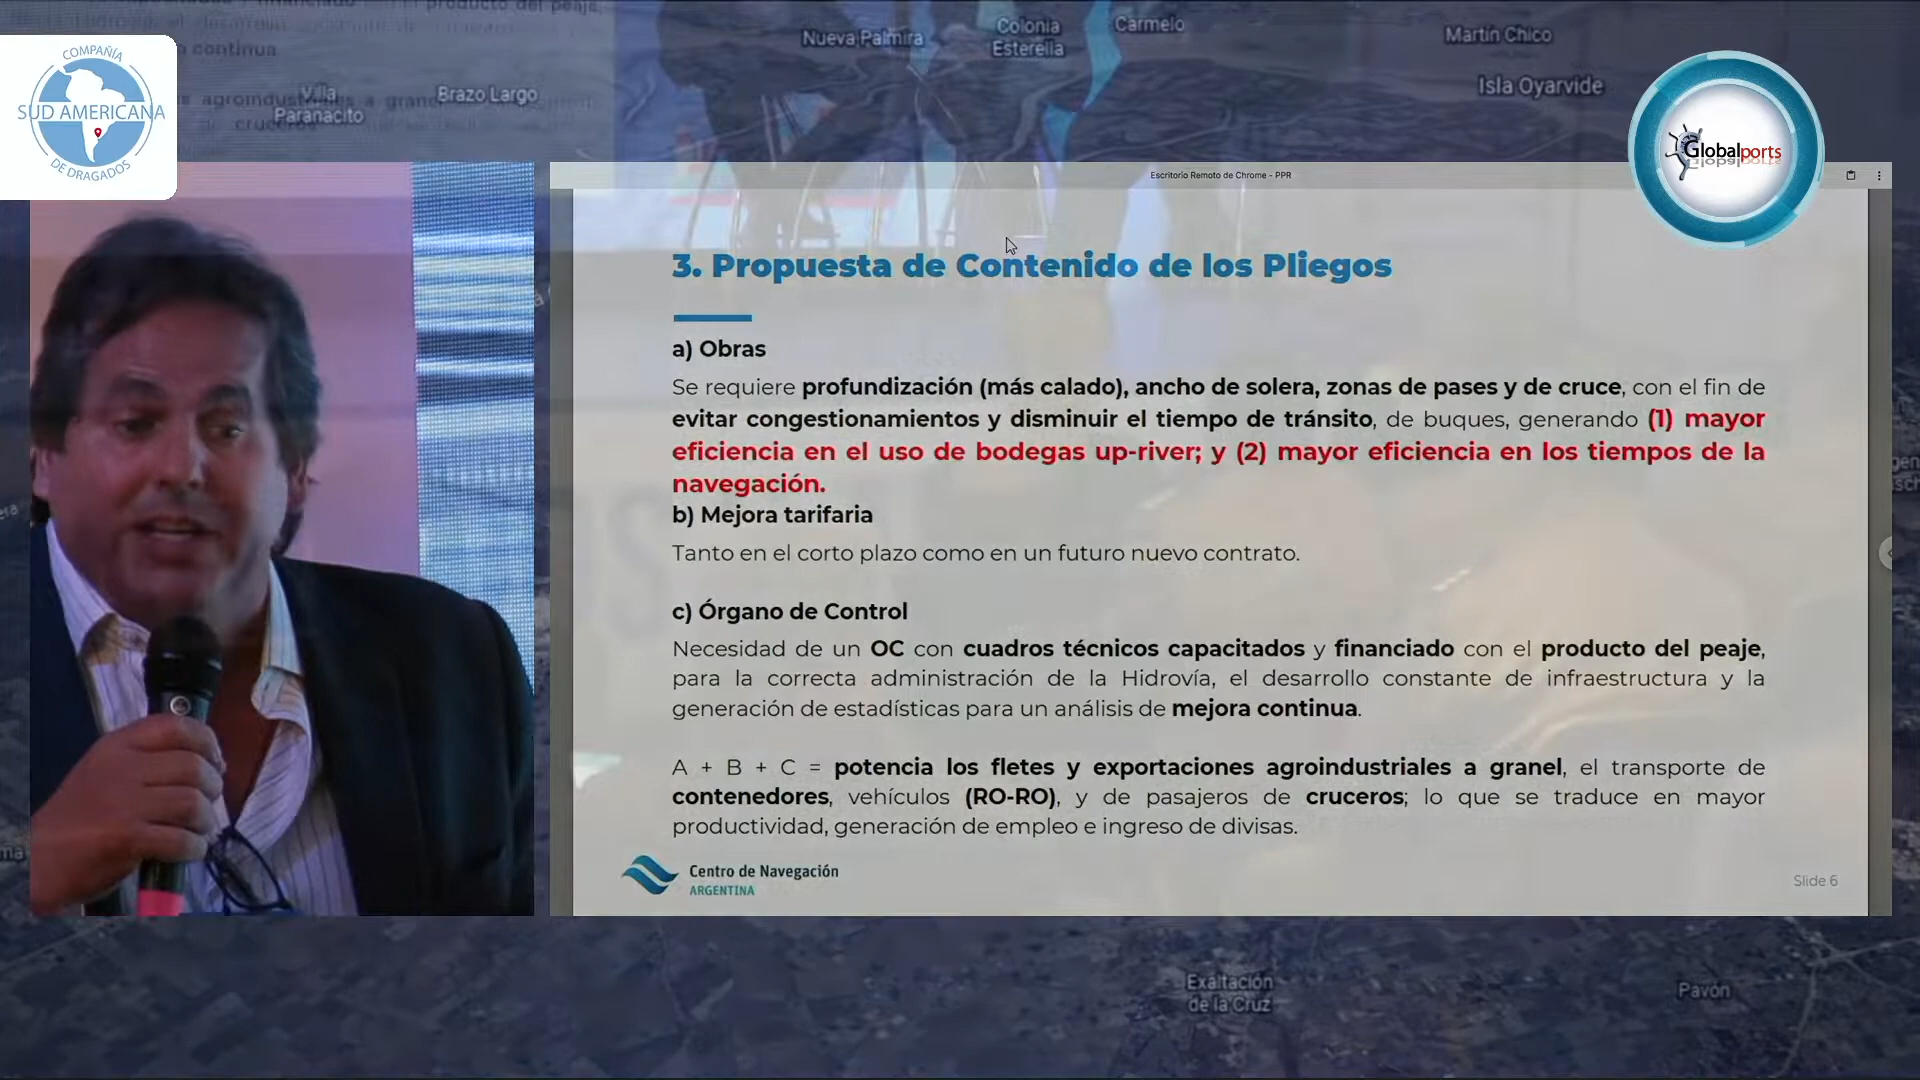 producto del peaje,
continua
Nueva Palmira
Colonia
Esterella
Carmelo
Martín Chico
Isla Oyarvide
Villa
Paranacito
Brazo Largo
COMPAÑÍA
SUD AMERICANA
DE DRAGADOS
Globalports
Escritorio Remoto de Chrome - PPR
3. Propuesta de Contenido de los Pliegos
a) Obras
Se requiere profundización (más calado), ancho de solera, zonas de pases y de cruce, con el fin de
evitar congestionamientos y disminuir el tiempo de tránsito, de buques, generando (1) mayor
eficiencia en el uso de bodegas up-river; y (2) mayor eficiencia en los tiempos de la
navegación.
b) Mejora tarifaria
Tanto en el corto plazo como en un futuro nuevo contrato.
c) Órgano de Control
Necesidad de un OC con cuadros técnicos capacitados y financiado con el producto del peaje,
para la correcta administración de la Hidrovía, el desarrollo constante de infraestructura y la
generación de estadísticas para un análisis de mejora continua.
A + B + C = potencia los fletes y exportaciones agroindustriales a granel, el transporte de
contenedores, vehículos (RO-RO), y de pasajeros de cruceros; lo que se traduce en mayor
productividad, generación de empleo e ingreso de divisas.
Centro de Navegación
ARGENTINA
Slide 6
Exaltación
de la Cruz
Pavón